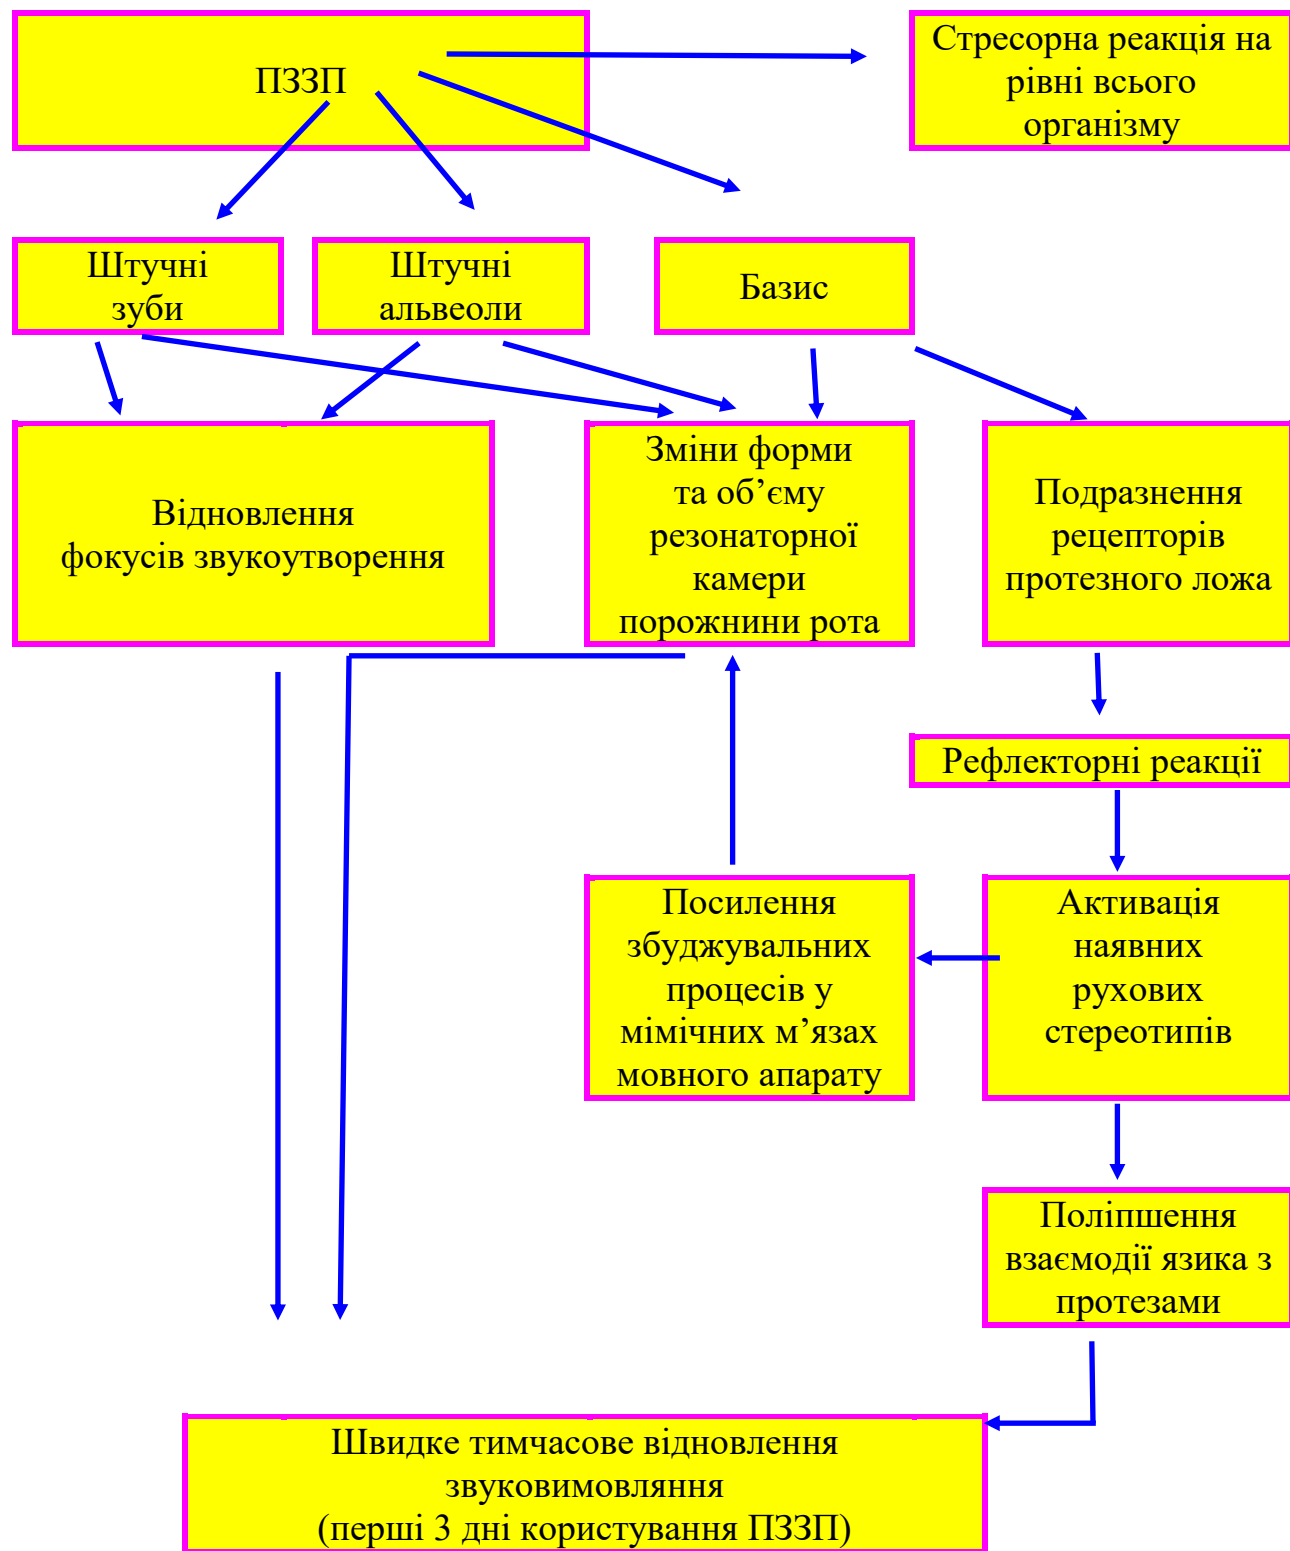 ПЗЗП
Стресорна реакція на
рівні всього
організму
Штучні
зуби
Штучні
альвеоли
Базис
Відновлення
фокусів звукоутворення
Зміни форми
та об’єму
резонаторної
камери
порожнини рота
Подразнення
рецепторів
протезного ложа
Рефлекторні реакції
Посилення
збуджувальних
процесів у
мімічних м’язах
мовного апарату
Активація
наявних
рухових
стереотипів
Поліпшення
взаємодії язика з
протезами
Швидке тимчасове відновлення
звуковимовляння
(перші 3 дні користування ПЗЗП)